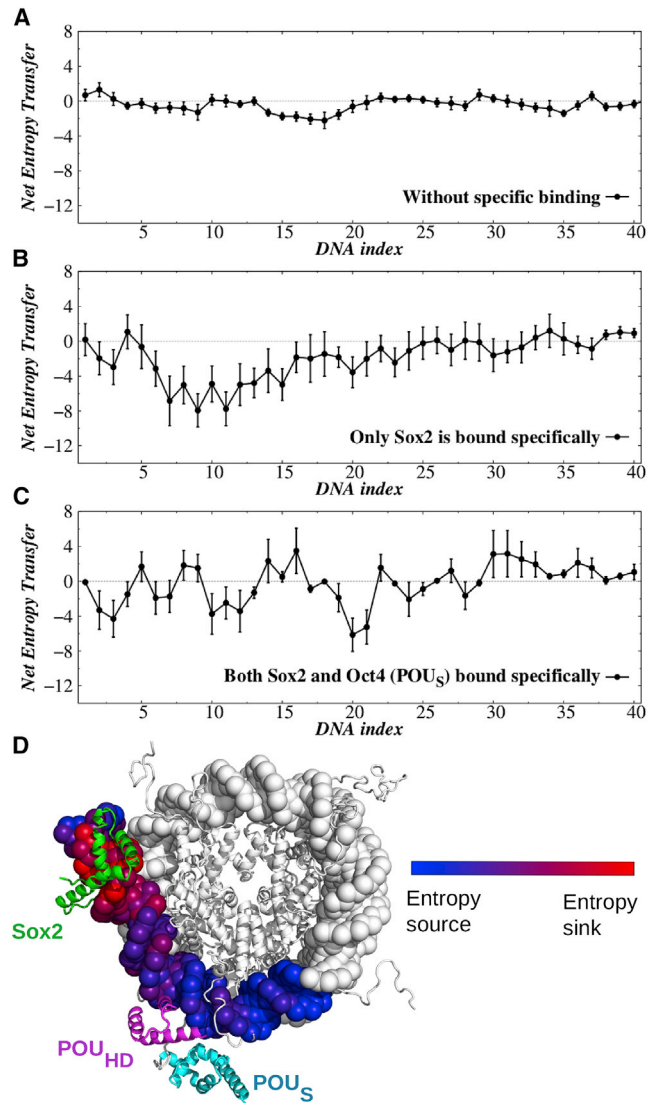 A
Net Entropy Transfer
8
4
0
−4
−8
−12
Without specific binding
5 10 15 20 25 30 35 40
DNA index
B
Net Entropy Transfer
8
4
0
−4
−8
−12
Only Sox2 is bound specifically
5 10 15 20 25 30 35 40
DNA index
C
Net Entropy Transfer
8
4
0
−4
−8
−12
Both Sox2 and Oct4 (POUS) bound specifically
5 10 15 20 25 30 35 40
DNA index
D
Sox2
POUHD
POUS
Entropy
source
Entropy
sink